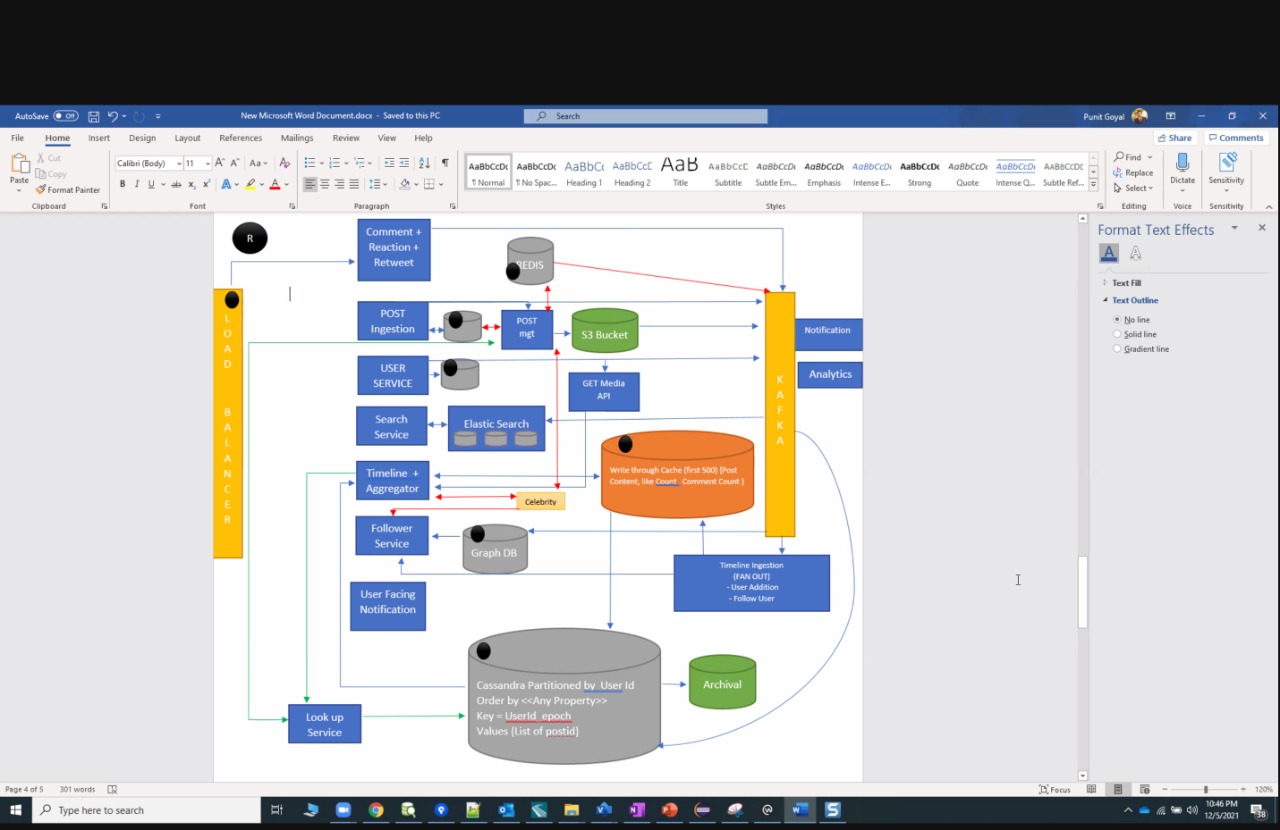 AutoSave Off
New Microsoft Word Document.docx - Saved to this PC
Search
Punit Goyal
File Home Insert Design Layout References Mailings Review View Help
Share Comments
Paste
Cut
Copy
Format Painter
Clipboard
Calibri (Body) 11
Font
Paragraph
AaBbCcDc AaBbCcDc AaBbCc AaBbCcC AaB AaBbCcD AaBbCcDc AaBbCcDc AaBbCcDc AaBbCcDc AaBbCcDc AaBbCcDc AABBCCDC
¶ Normal ¶ No Spac... Heading 1 Heading 2 Title Subtitle Subtle Em... Emphasis Intense E... Strong Quote Intense Q... Subtle Ref...
Styles
Find
Replace
Select
Editing
Dictate
Voice
Sensitivity
Sensitivity
Format Text Effects
Text Fill
Text Outline
No line
Solid line
Gradient line
R
Comment +
Reaction +
Retweet
REDIS
LOAD BALANCER
POST
Ingestion
POST
mgt
S3 Bucket
KAFKA
Notification
Analytics
USER
SERVICE
GET Media
API
Search
Service
Elastic Search
Timeline +
Aggregator
Write through Cache (first 500) {Post
Content, like Count Comment Count }
Celebrity
Follower
Service
Graph DB
Timeline Ingestion
(FAN OUT)
- User Addition
- Follow User
User Facing
Notification
Cassandra Partitioned by User Id
Order by <<Any Property>>
Key = UserId epoch
Values {List of postid}
Archival
Look up
Service
Page 4 of 5 301 words
Focus
120%
Type here to search
10:46 PM
12/5/2021
38